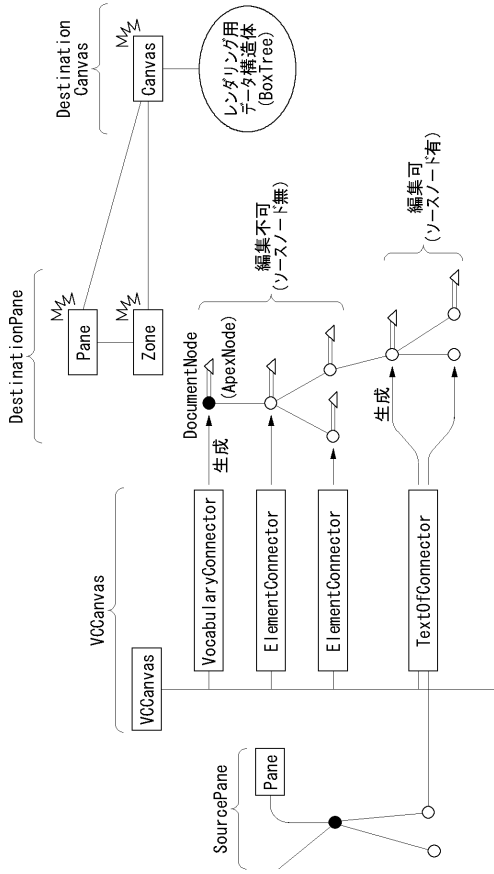 SourcePane
VCCanvas
DestinationPane
Destination
Canvas
Pane
VCCanvas
Pane
Zone
Canvas
レンダリング用
データ構造体
(BoxTree)
VocabularyConnector
生成
DocumentNode
(ApexNode)
ElementConnector
ElementConnector
編集不可
(ソースノード無)
TextOfConnector
生成
編集可
(ソースノード有)